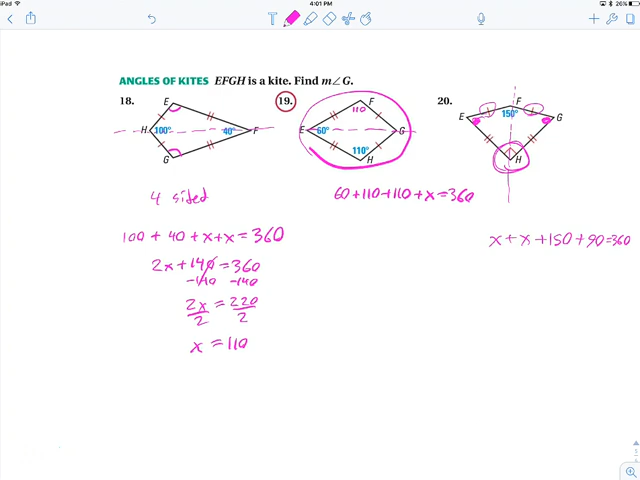 iPad
4:01 PM
26%
T
ANGLES OF KITES EFGH is a kite. Find m∠G.
18.
E
H
100°
40°
F
G
19.
F
110
E
60°
G
110°
H
20.
F
150°
E
G
H
4 sided
100 + 40 + x + x = 360
2x + 140 = 360
-140 -140
2x = 220
2 2
x = 110
60 + 110 + 110 + x = 360
x + x + 150 + 90 = 360